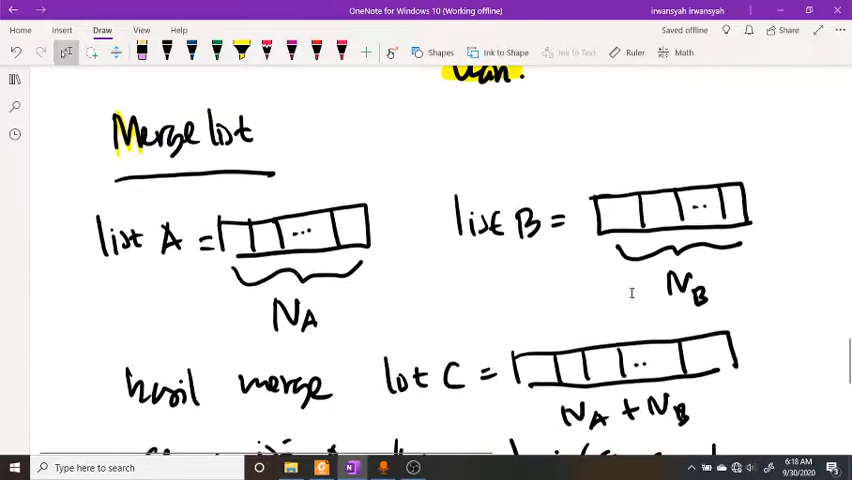 OneNote for Windows 10 (Working offline)
irwansyah irwansyah
Home Insert Draw View Help
Saved offline Share
Shapes Ink to Shape Ink to Text Ruler Math
Merge list
list A = ...
list B = ..
NA
NB
hasil merge list C = ..
NA + NB
Type here to search
6:18 AM
9/30/2020
3